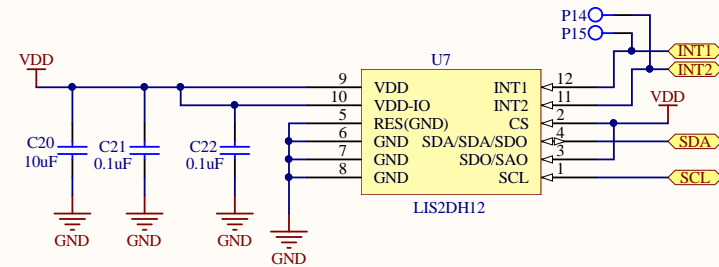 P14
P15
VDD
U7
INT1
INT2
9 VDD INT1 12
10 VDD-IO INT2 11
VDD
5 RES(GND) CS 2
6 GND SDA/SDA/SDO 4
SDA
7 GND SDO/SAO 3
8 GND SCL 1
SCL
C20
10uF
C21
0.1uF
C22
0.1uF
LIS2DH12
GND
GND
GND
GND